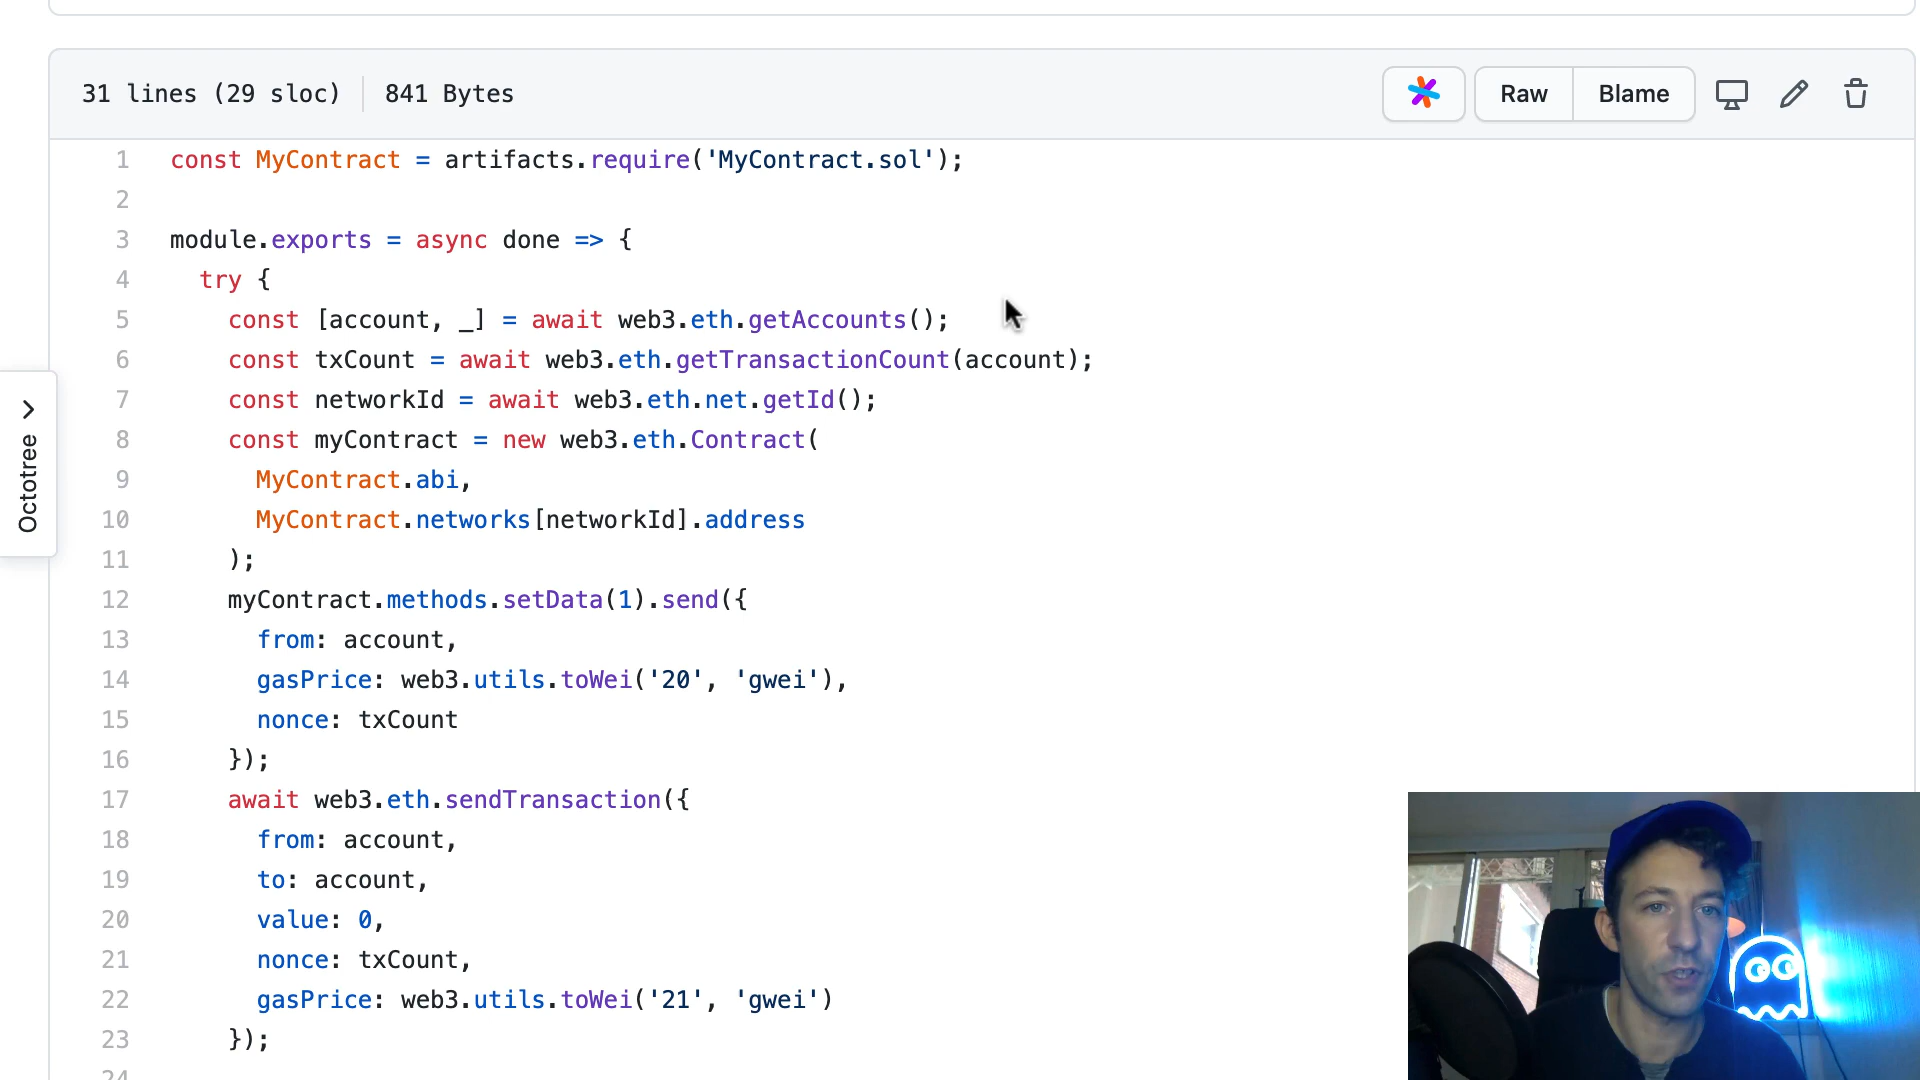 31 lines (29 sloc) 841 Bytes Raw Blame
1 const MyContract = artifacts.require('MyContract.sol');
2
3 module.exports = async done => {
4 try {
5 const [account, _] = await web3.eth.getAccounts();
6 const txCount = await web3.eth.getTransactionCount(account);
7 const networkId = await web3.eth.net.getId();
8 const myContract = new web3.eth.Contract(
9 MyContract.abi,
10 MyContract.networks[networkId].address
11 );
12 myContract.methods.setData(1).send({
13 from: account,
14 gasPrice: web3.utils.toWei('20', 'gwei'),
15 nonce: txCount
16 });
17 await web3.eth.sendTransaction({
18 from: account,
19 to: account,
20 value: 0,
21 nonce: txCount,
22 gasPrice: web3.utils.toWei('21', 'gwei')
23 });
24
Octotree